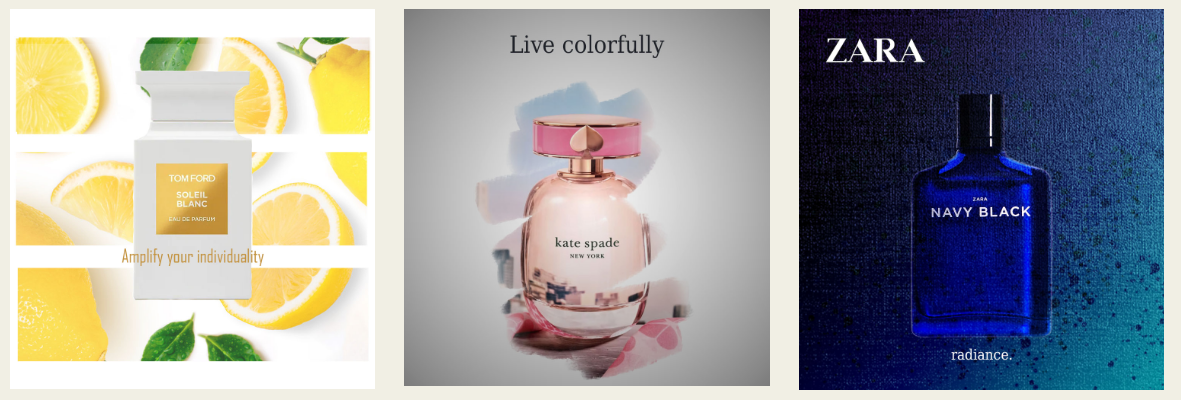 TOM FORD
SOLEIL
BLANC
EAU DE PARFUM
Amplify your individuality
Live colorfully
kate spade
NEW YORK
ZARA
ZARA
NAVY BLACK
radiance.